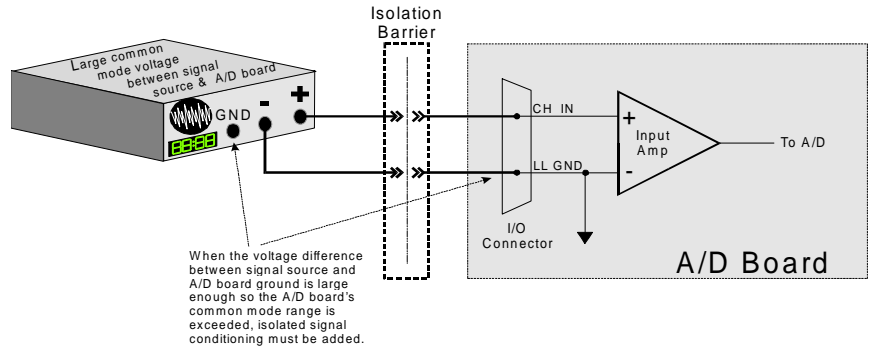 Isolation
Barrier
Large common
mode voltage
between signal
source & A/D board
GND - +
88:88
CH IN
+
Input
Amp
To A/D
LL GND
-
I/O
Connector
A/D Board
When the voltage difference
between signal source and
A/D board ground is large
enough so the A/D board's
common mode range is
exceeded, isolated signal
conditioning must be added.